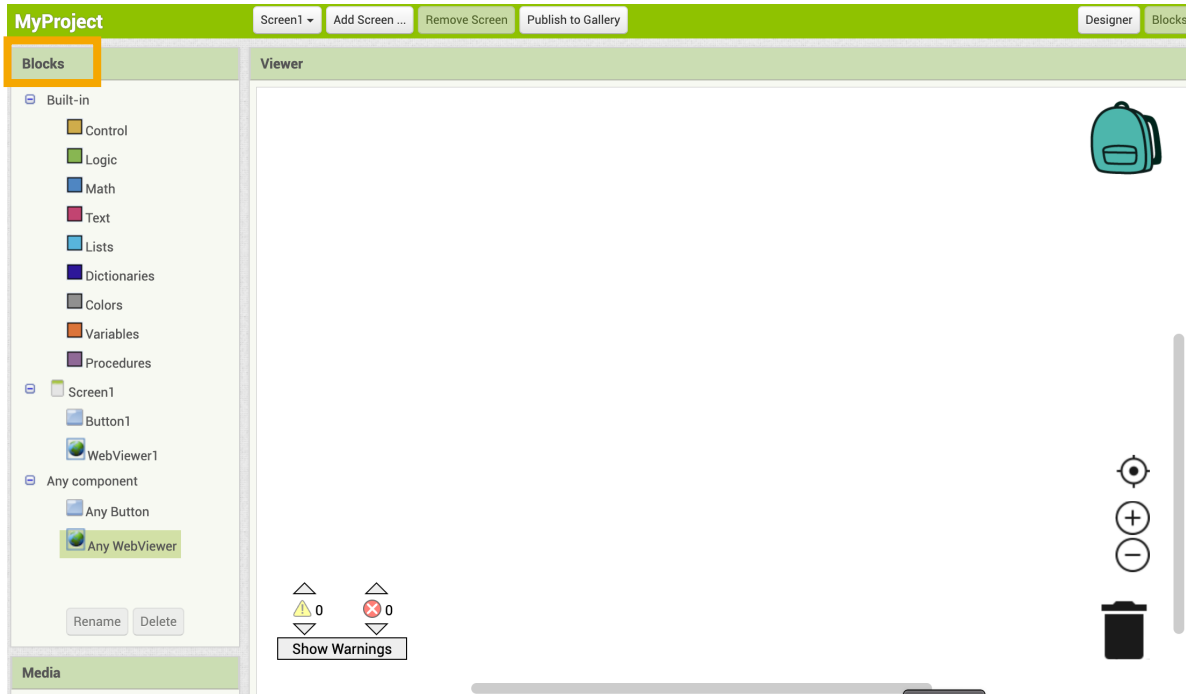 MyProject
Screen1 Add Screen ... Remove Screen Publish to Gallery Designer Blocks
Blocks
Viewer
Built-in
Control
Logic
Math
Text
Lists
Dictionaries
Colors
Variables
Procedures
Screen1
Button1
WebViewer1
Any component
Any Button
Any WebViewer
Rename Delete
0 0
Show Warnings
Media